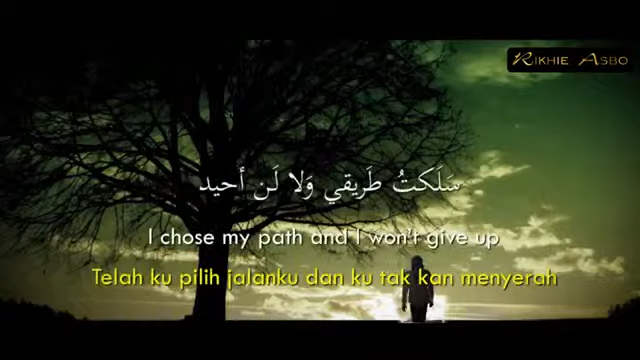 RIKHIE ASBO
سَلَكتُ طَريقي وَلا لَن أحيد
I chose my path and I won't give up
Telah ku pilih jalanku dan ku tak kan menyerah